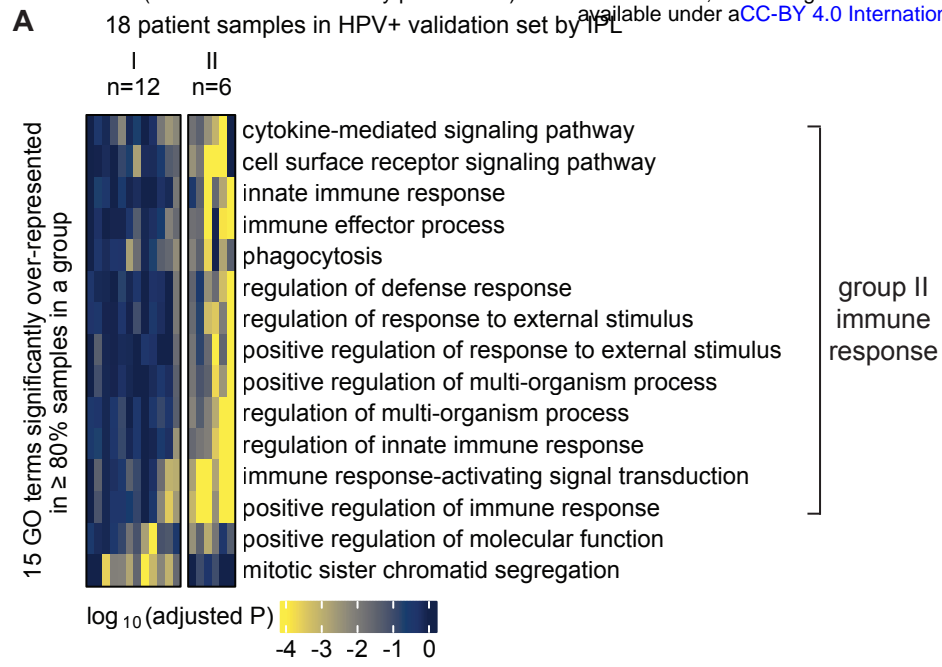 available under aCC-BY 4.0 Internation
A
18 patient samples in HPV+ validation set by IPL
I
II
n=12
n=6
15 GO terms significantly over-represented
in ≥ 80% samples in a group
cytokine-mediated signaling pathway
cell surface receptor signaling pathway
innate immune response
immune effector process
phagocytosis
regulation of defense response
regulation of response to external stimulus
positive regulation of response to external stimulus
positive regulation of multi-organism process
regulation of multi-organism process
regulation of innate immune response
immune response-activating signal transduction
positive regulation of immune response
positive regulation of molecular function
mitotic sister chromatid segregation
group II
immune
response
log10(adjusted P)
-4 -3 -2 -1 0